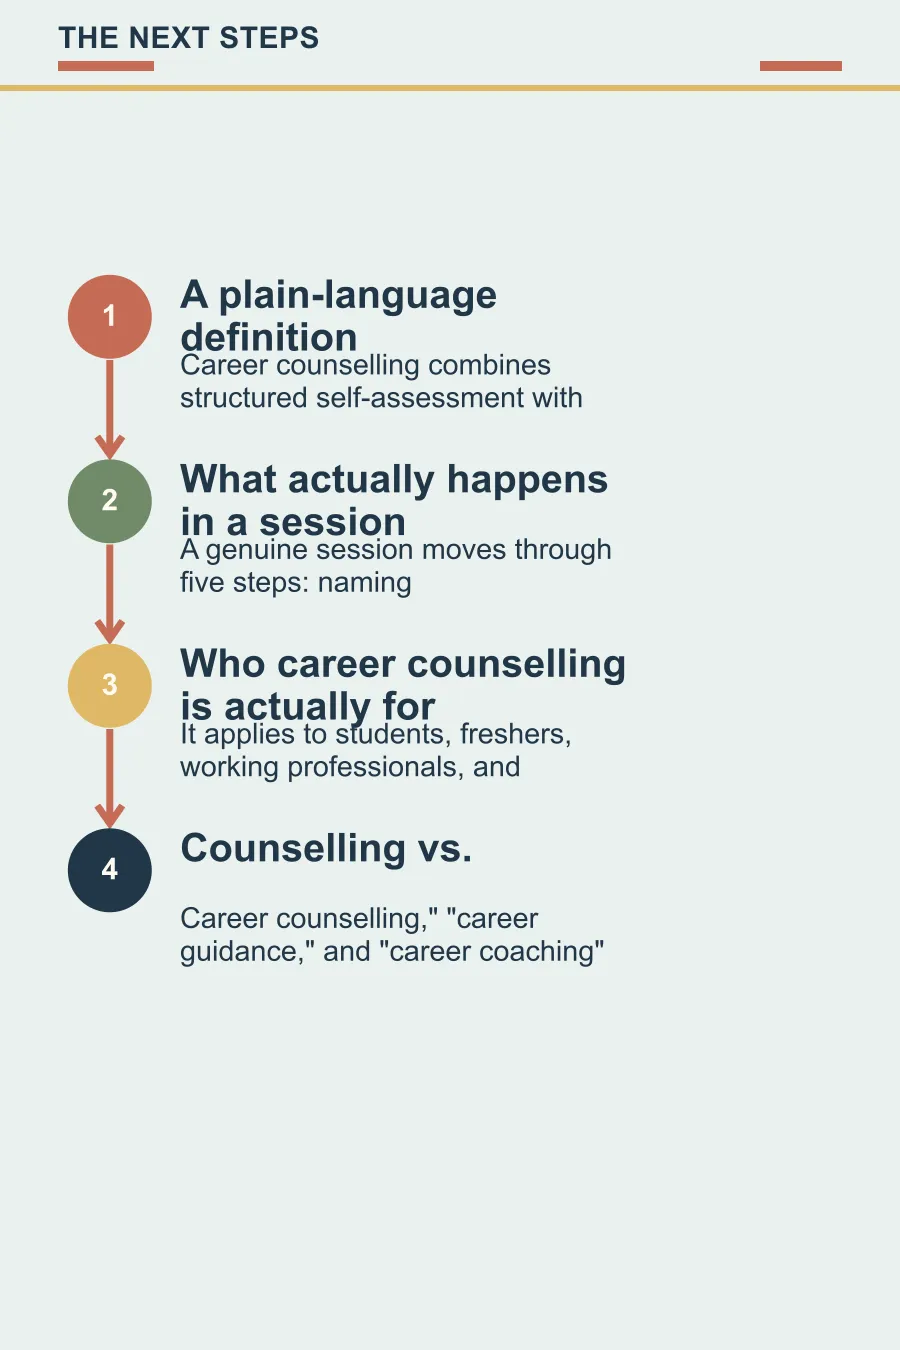 THE NEXT STEPS
1
A plain-language
definition
Career counselling combines
structured self-assessment with
2
What actually happens
in a session
A genuine session moves through
five steps: naming
3
Who career counselling
is actually for
It applies to students, freshers,
working professionals, and
4
Counselling vs.
Career counselling," "career
guidance," and "career coaching"